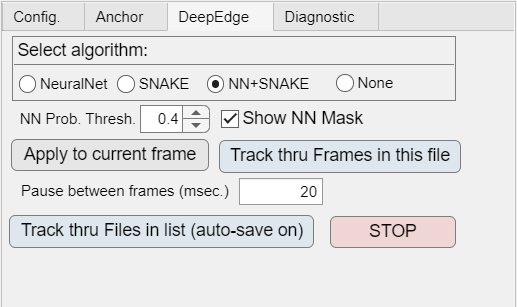 Config. Anchor DeepEdge Diagnostic
Select algorithm:
NeuralNet SNAKE NN+SNAKE None
NN Prob. Thresh. 0.4 Show NN Mask
Apply to current frame Track thru Frames in this file
Pause between frames (msec.) 20
Track thru Files in list (auto-save on) STOP